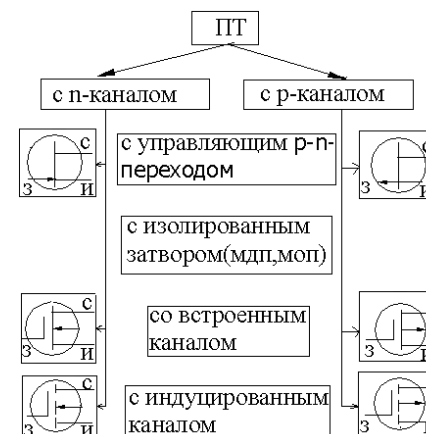 ПТ
с n-каналом
с p-каналом
с управляющим p-n-
переходом
с
з
и
с
з
и
с изолированным
затвором(мдп,моп)
со встроенным
каналом
с
з
и
с
з
и
с индуцированным
каналом
с
з
и
с
з
и